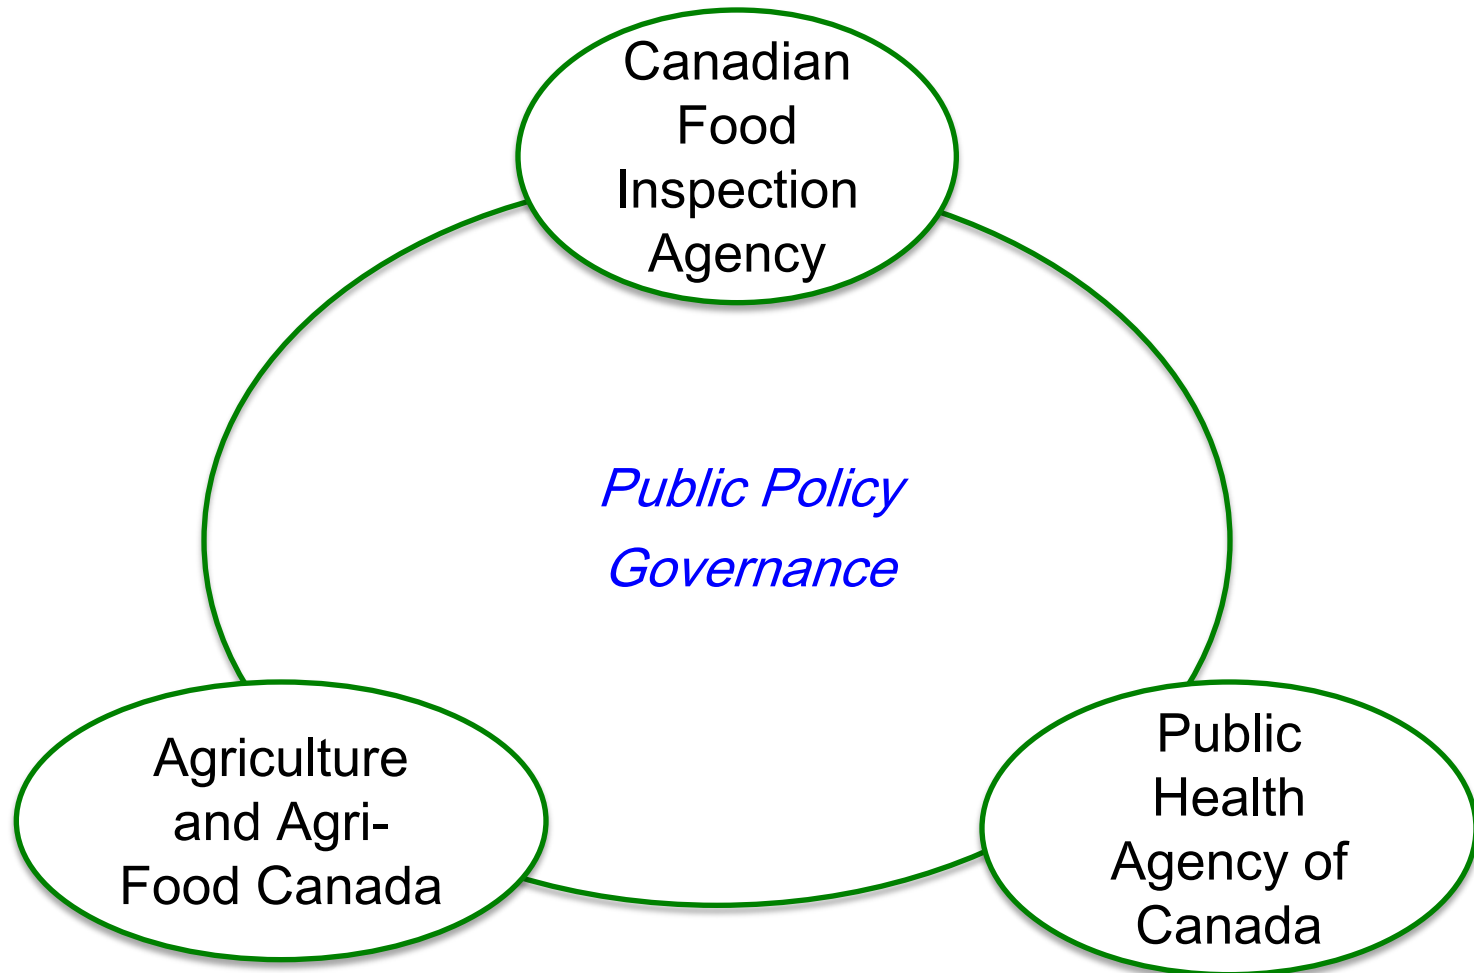 Canadian
Food
Inspection
Agency
Public Policy
Governance
Agriculture
and Agri-
Food Canada
Public
Health
Agency of
Canada